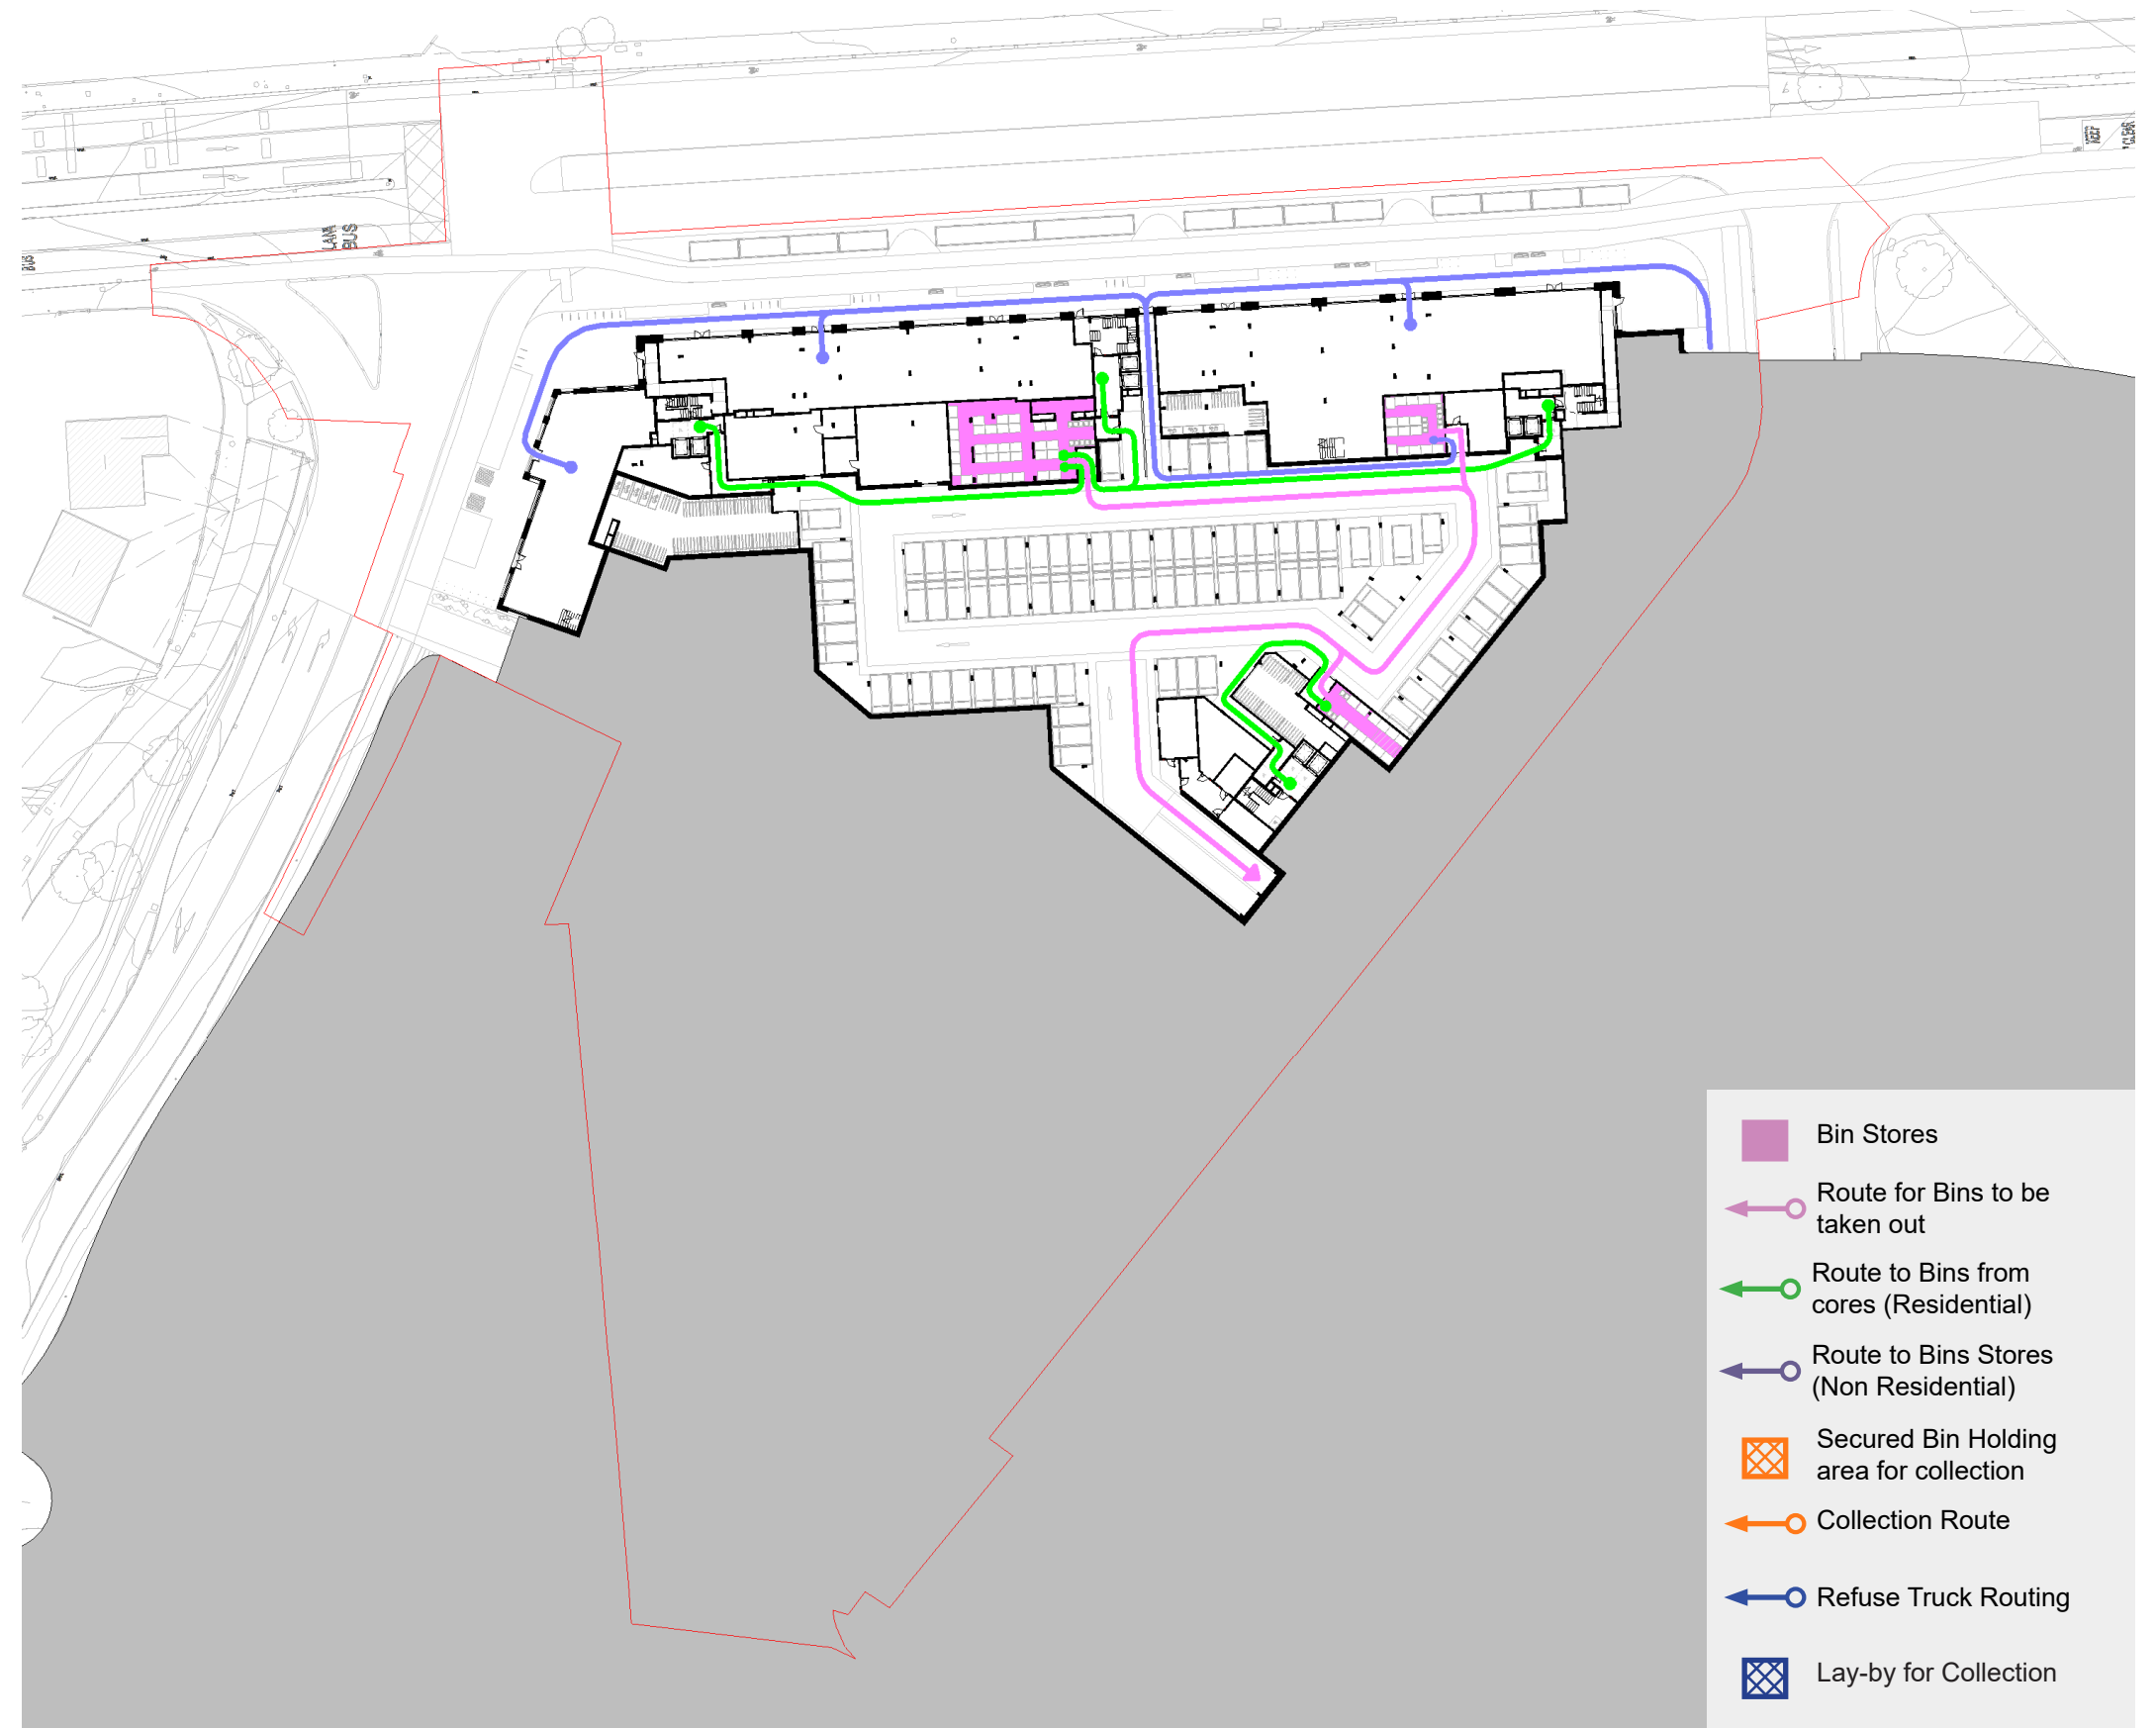 KEEP
CLEAR
LANE
BUS
BUS
Bin Stores
Route for Bins to be
taken out
Route to Bins from
cores (Residential)
Route to Bins Stores
(Non Residential)
Secured Bin Holding
area for collection
Collection Route
Refuse Truck Routing
Lay-by for Collection